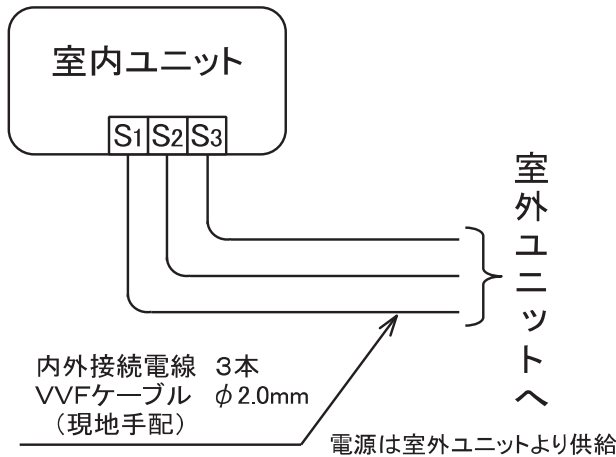 室内ユニット
S1 S2 S3
室外ユニットへ
内外接続電線 3本
VVFケーブル φ2.0mm
(現地手配)
電源は室外ユニットより供給